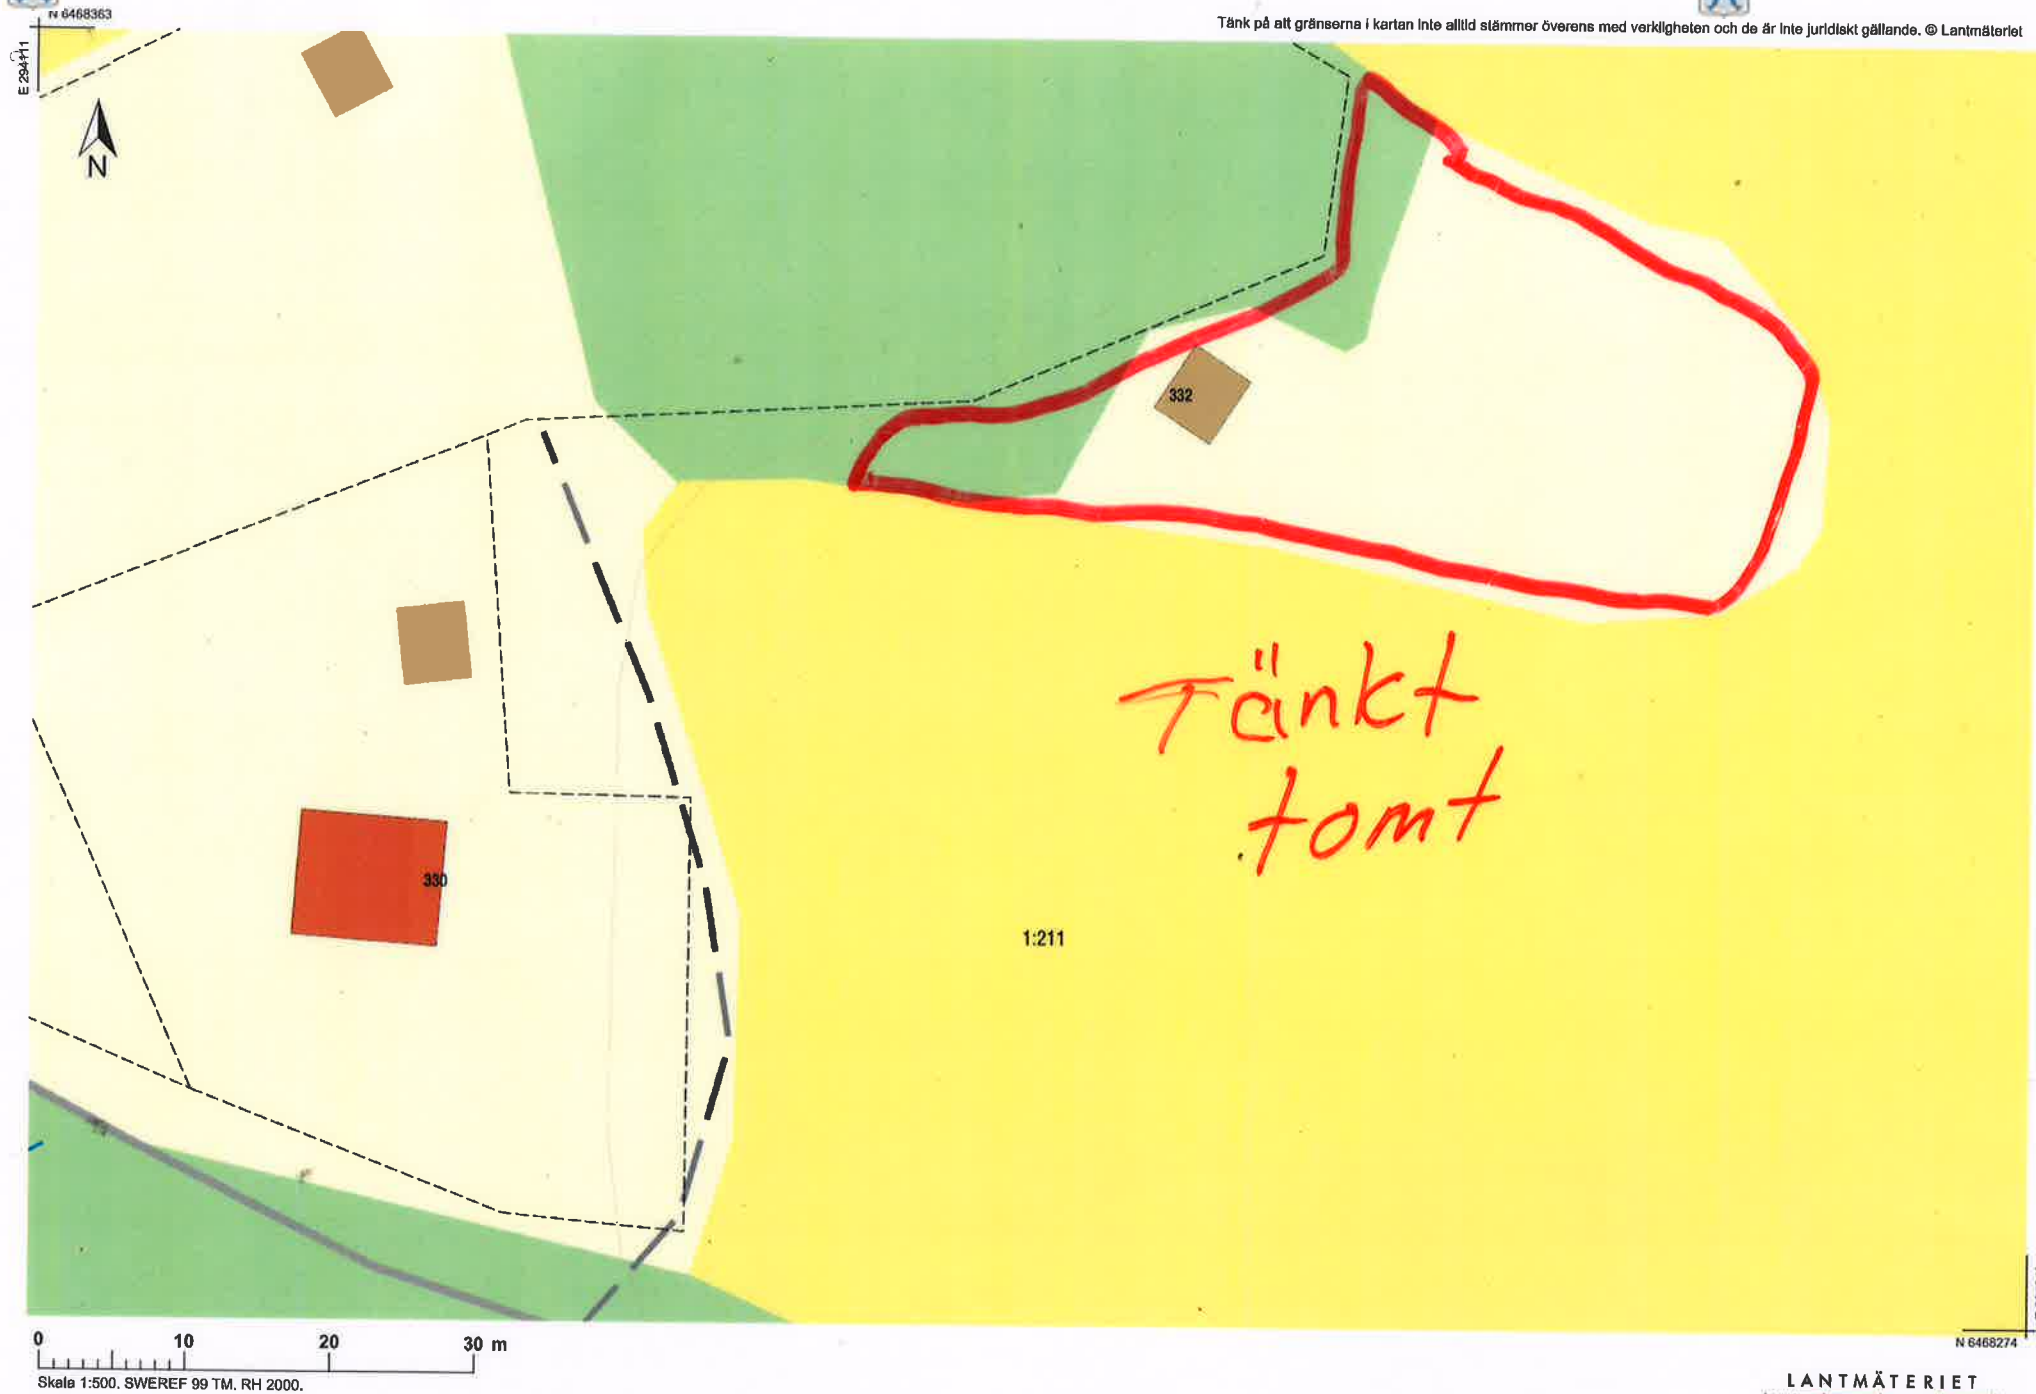 N 6468363
Tänk på att gränserna i kartan inte alltid stämmer överens med verkligheten och de är inte juridiskt gällande. © Lantmäteriet
E 294111
N
332
Tänkt
tomt
330
1:211
0 10 20 30 m
N 6468274
Skala 1:500. SWEREF 99 TM. RH 2000.
LANTMÄTERIET